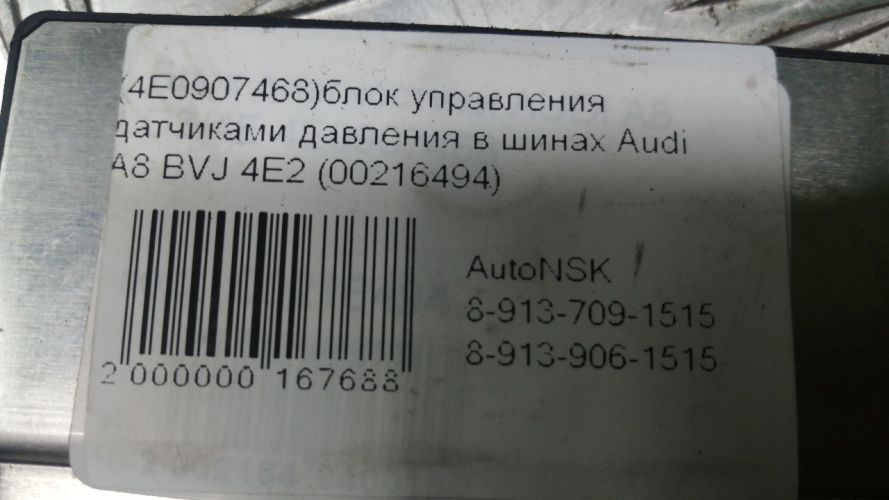 (4E0907468)блок управления
датчиками давления в шинах Audi
A8 BVJ 4E2 (00216494)
AutoNSK
8-913-709-1515
8-913-906-1515
2 000000 167688